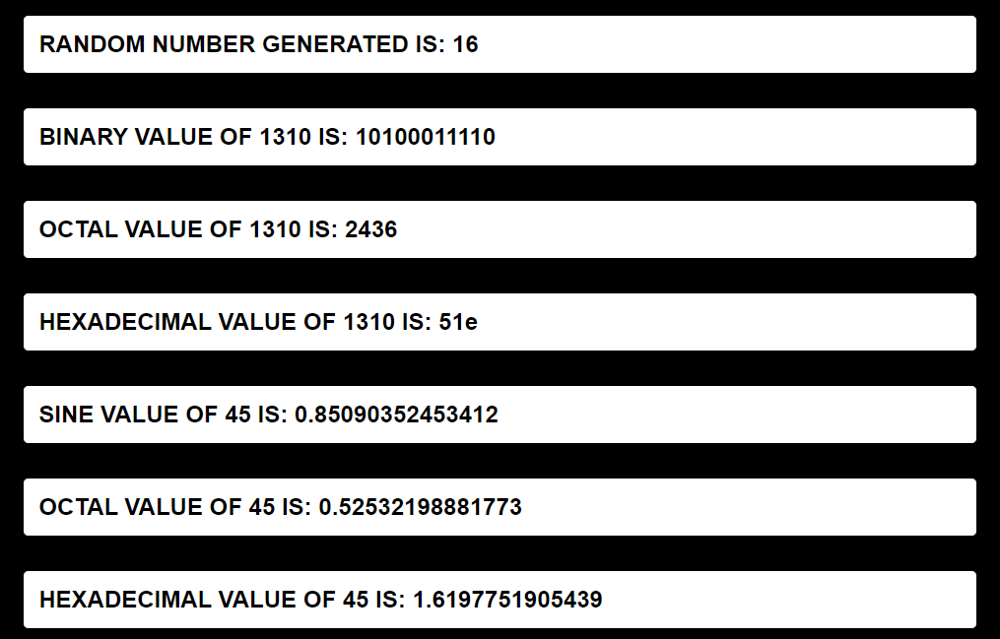 RANDOM NUMBER GENERATED IS: 16
BINARY VALUE OF 1310 IS: 10100011110
OCTAL VALUE OF 1310 IS: 2436
HEXADECIMAL VALUE OF 1310 IS: 51e
SINE VALUE OF 45 IS: 0.85090352453412
OCTAL VALUE OF 45 IS: 0.52532198881773
HEXADECIMAL VALUE OF 45 IS: 1.6197751905439